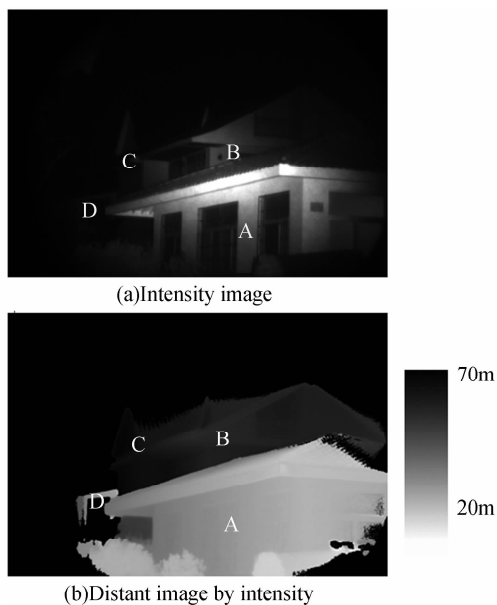 B
C
D
A
(a)Intensity image
70m
B
C
D
20m
A
(b)Distant image by intensity